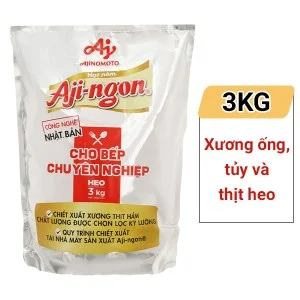 Aj
AJINOMOTO
Hạt nêm
Aji-ngon®
CÔNG NGHỆ
NHẬT BẢN
CHO BẾP
CHUYÊN NGHIỆP
HEO
3 kg
CHIẾT XUẤT XƯƠNG THỊT HẦM
CHẤT LƯỢNG ĐƯỢC CHỌN LỌC KỸ LƯỠNG
QUY TRÌNH CHIẾT XUẤT
TẠI NHÀ MÁY SẢN XUẤT Aji-ngon®
3KG
Xương ống,
tủy và
thịt heo